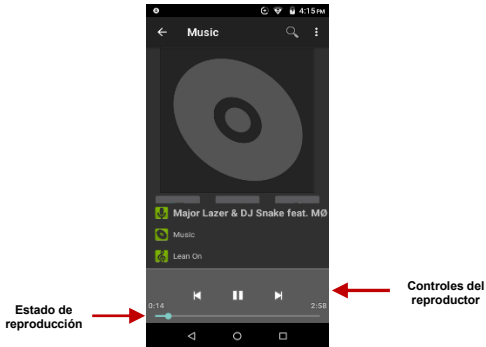 4:15 PM
Music
Major Lazer & DJ Snake feat. MØ
Music
Lean On
0:14
2:58
Controles del
reproductor
Estado de
reproducción